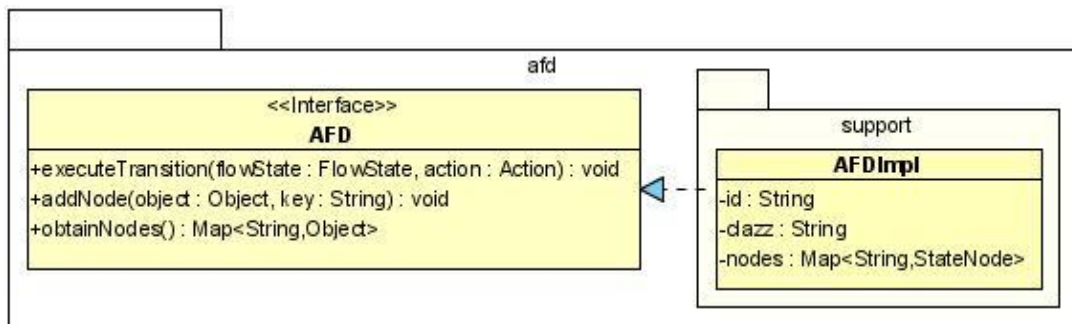 afd
<<Interface>>
AFD
+executeTransition(flowState : FlowState, action : Action) : void
+addNode(object : Object, key : String) : void
+obtainNodes() : Map<String,Object>
support
AFDImpl
-id : String
-clazz : String
-nodes : Map<String,StateNode>